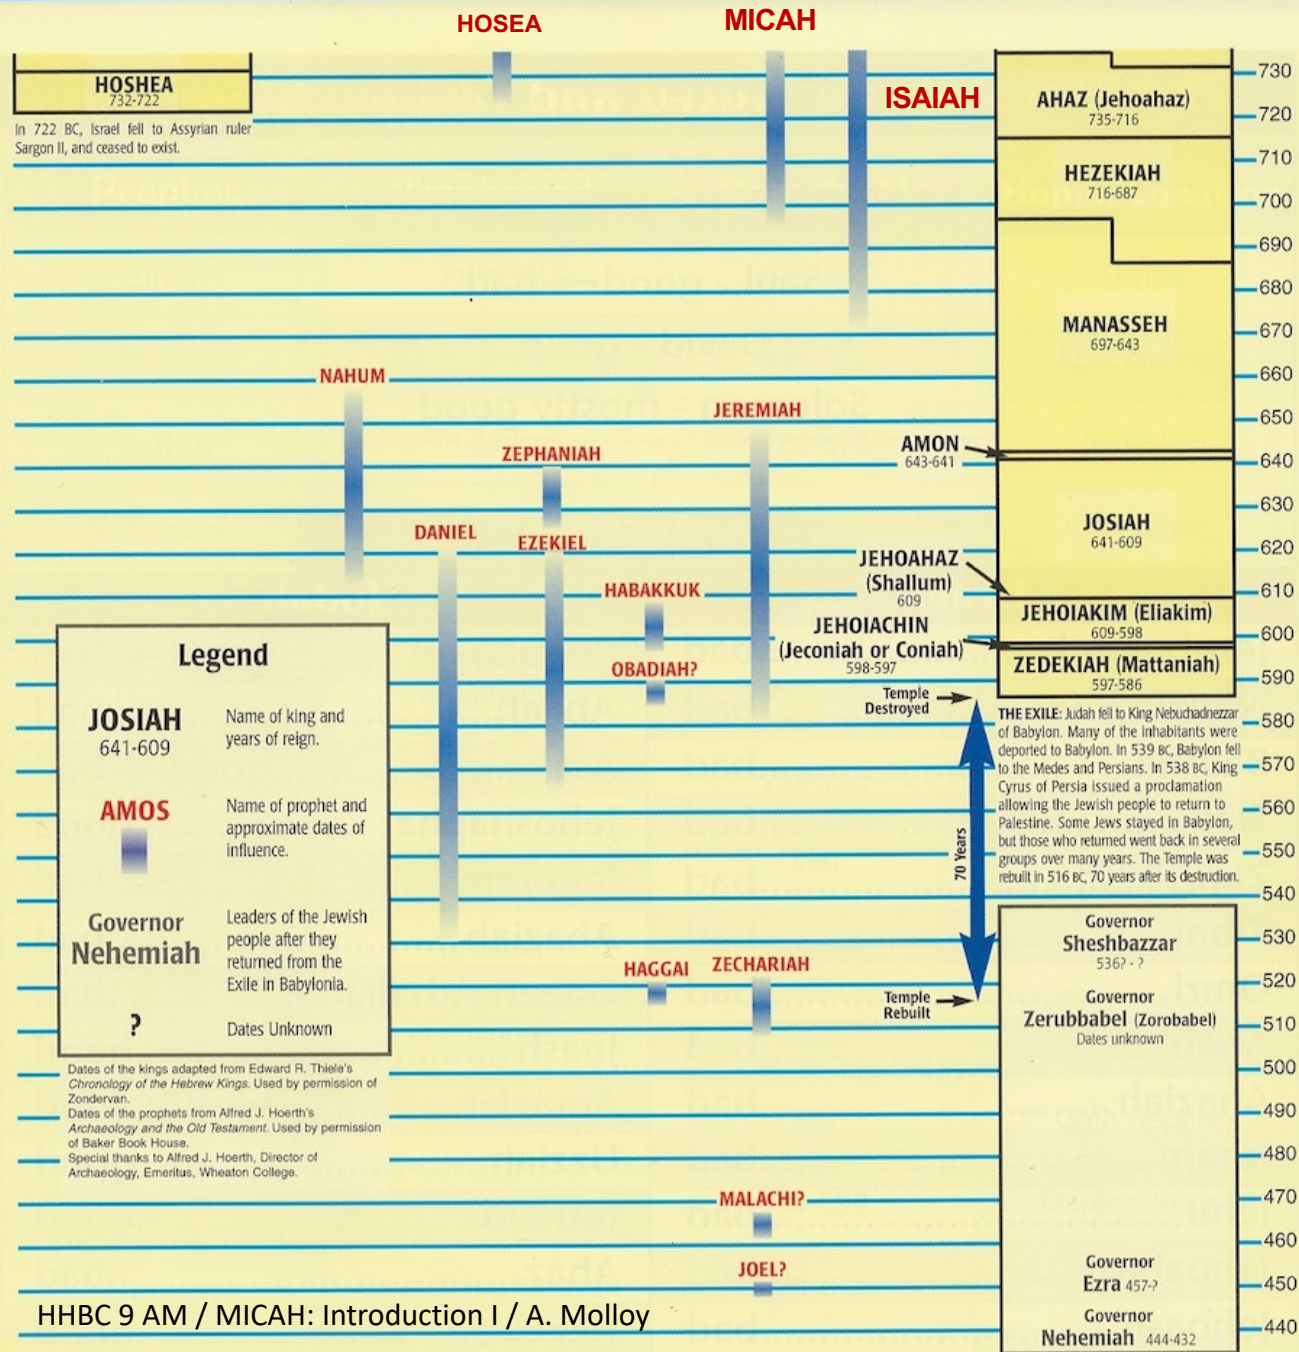 HOSEA
MICAH
HOSHEA
732-722
In 722 BC, Israel fell to Assyrian ruler
Sargon II, and ceased to exist.
ISAIAH
AHAZ (Jehoahaz)
735-716
HEZEKIAH
716-687
MANASSEH
697-643
NAHUM
JEREMIAH
ZEPHANIAH
AMON
643-641
DANIEL
EZEKIEL
JOSIAH
641-609
HABAKKUK
JEHOAHAZ
(Shallum)
609
JEHOIAKIM (Eliakim)
609-598
JEHOIACHIN
(Jeconiah or Coniah)
598-597
OBADIAH?
ZEDEKIAH (Mattaniah)
597-586
Temple
Destroyed
THE EXILE: Judah fell to King Nebuchadnezzar
of Babylon. Many of the inhabitants were
deported to Babylon. In 539 BC, Babylon fell
to the Medes and Persians. In 538 BC, King
Cyrus of Persia issued a proclamation
allowing the Jewish people to return to
Palestine. Some Jews stayed in Babylon,
but those who returned went back in several
groups over many years. The Temple was
rebuilt in 516 BC, 70 years after its destruction.
70 Years
Legend
JOSIAH
641-609
Name of king and
years of reign.
AMOS
Name of prophet and
approximate dates of
influence.
Governor
Nehemiah
Leaders of the Jewish
people after they
returned from the
Exile in Babylonia.
?
Dates Unknown
Dates of the kings adapted from Edward R. Thiele's
Chronology of the Hebrew Kings. Used by permission of
Zondervan.
Dates of the prophets from Alfred J. Hoerth's
Archaeology and the Old Testament. Used by permission
of Baker Book House.
Special thanks to Alfred J. Hoerth, Director of
Archaeology, Emeritus, Wheaton College.
HAGGAI
ZECHARIAH
Temple
Rebuilt
Governor
Sheshbazzar
536? - ?
Governor
Zerubbabel (Zorobabel)
Dates unknown
MALACHI?
JOEL?
Governor
Ezra 457-?
Governor
Nehemiah 444-432
730
720
710
700
690
680
670
660
650
640
630
620
610
600
590
580
570
560
550
540
530
520
510
500
490
480
470
460
450
440
HHBC 9 AM / MICAH: Introduction I / A. Molloy